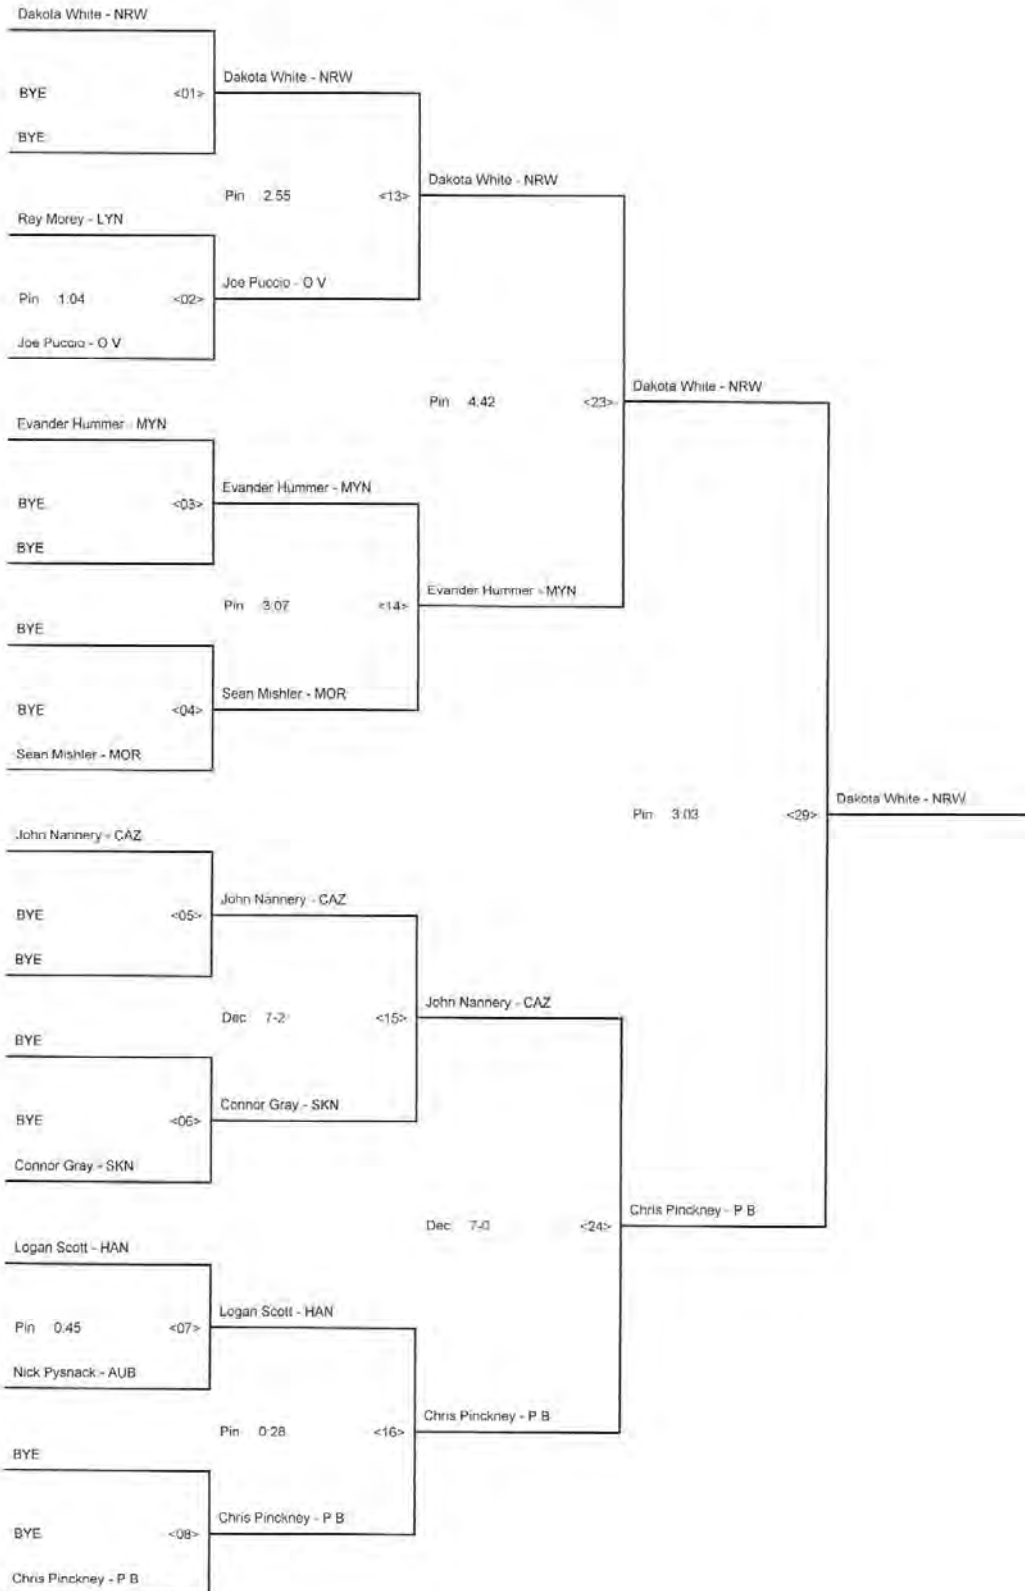 Dakota White - NRW
Dakota White - NRW
BYE <01>
BYE
Dakota White - NRW
Pin 2.55 <13>
Ray Morey - LYN
Joe Puccio - O V
Pin 1.04 <02>
Joe Puccio - O V
Dakota White - NRW
Pin 4.42 <23>
Evander Hummer - MYN
Evander Hummer - MYN
BYE <03>
BYE
Evander Hummer - MYN
Pin 3.07 <14>
BYE
Sean Mishler - MOR
BYE <04>
Sean Mishler - MOR
Dakota White - NRW
Pin 3.03 <29>
John Nannery - CAZ
John Nannery - CAZ
BYE <05>
BYE
John Nannery - CAZ
Dec 7-2 <15>
BYE
Connor Gray - SKN
BYE <06>
Connor Gray - SKN
Chris Pinckney - P B
Dec 7-0 <24>
Logan Scott - HAN
Logan Scott - HAN
Pin 0.45 <07>
Nick Pysnack - AUB
Chris Pinckney - P B
Pin 0.28 <16>
BYE
Chris Pinckney - P B
BYE <08>
Chris Pinckney - P B